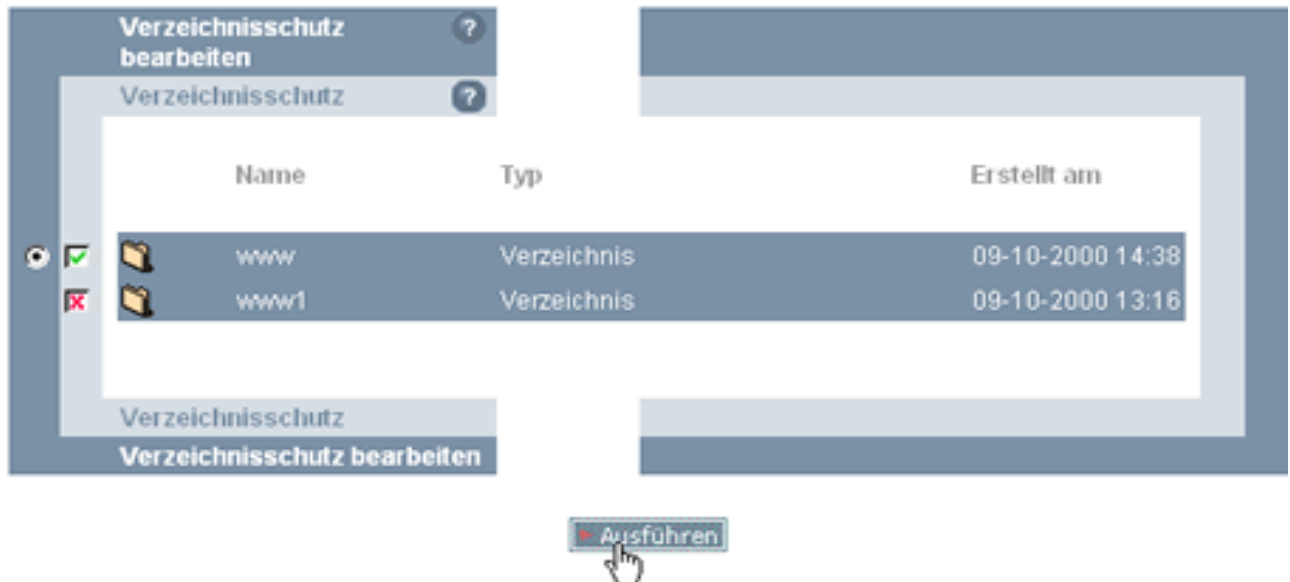 Verzeichnisschutz ?
bearbeiten
Verzeichnisschutz ?
Name Typ Erstellt am
www Verzeichnis 09-10-2000 14:38
www1 Verzeichnis 09-10-2000 13:16
Verzeichnisschutz
Verzeichnisschutz bearbeiten
Ausführen